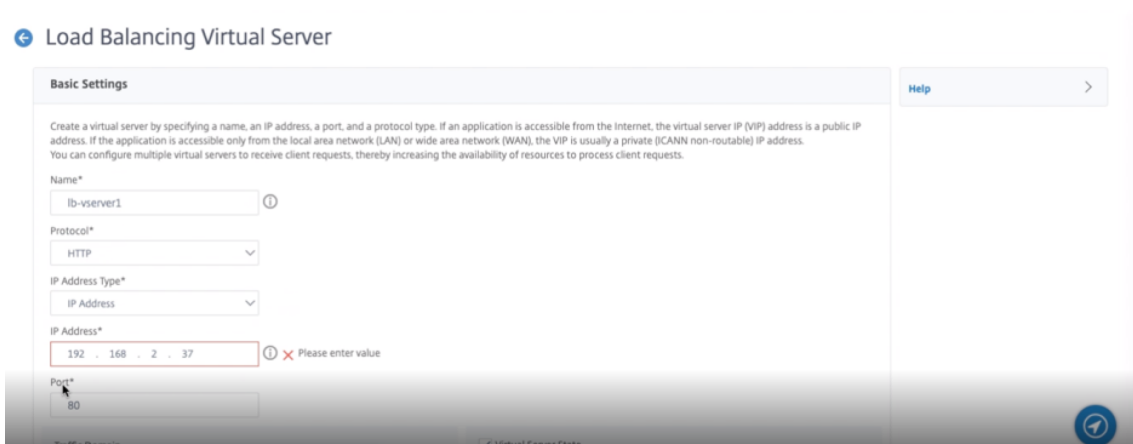 Load Balancing Virtual Server
Basic Settings
Help
Create a virtual server by specifying a name, an IP address, a port, and a protocol type. If an application is accessible from the Internet, the virtual server IP (VIP) address is a public IP
address. If the application is accessible only from the local area network (LAN) or wide area network (WAN), the VIP is usually a private (ICANN non-routable) IP address.
You can configure multiple virtual servers to receive client requests, thereby increasing the availability of resources to process client requests.
Name*
lb-vserver1
Protocol*
HTTP
IP Address Type*
IP Address
IP Address*
192 . 168 . 2 . 37
Please enter value
Port*
80
Traffic Domain
Virtual Server State